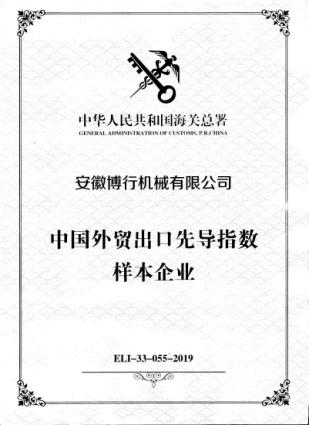 中华人民共和国海关总署
GENERAL ADMINISTRATION OF CUSTOMS, P.R.CHINA
安徽博行机械有限公司
中国外贸出口先导指数
样本企业
ELI-33-055-2019